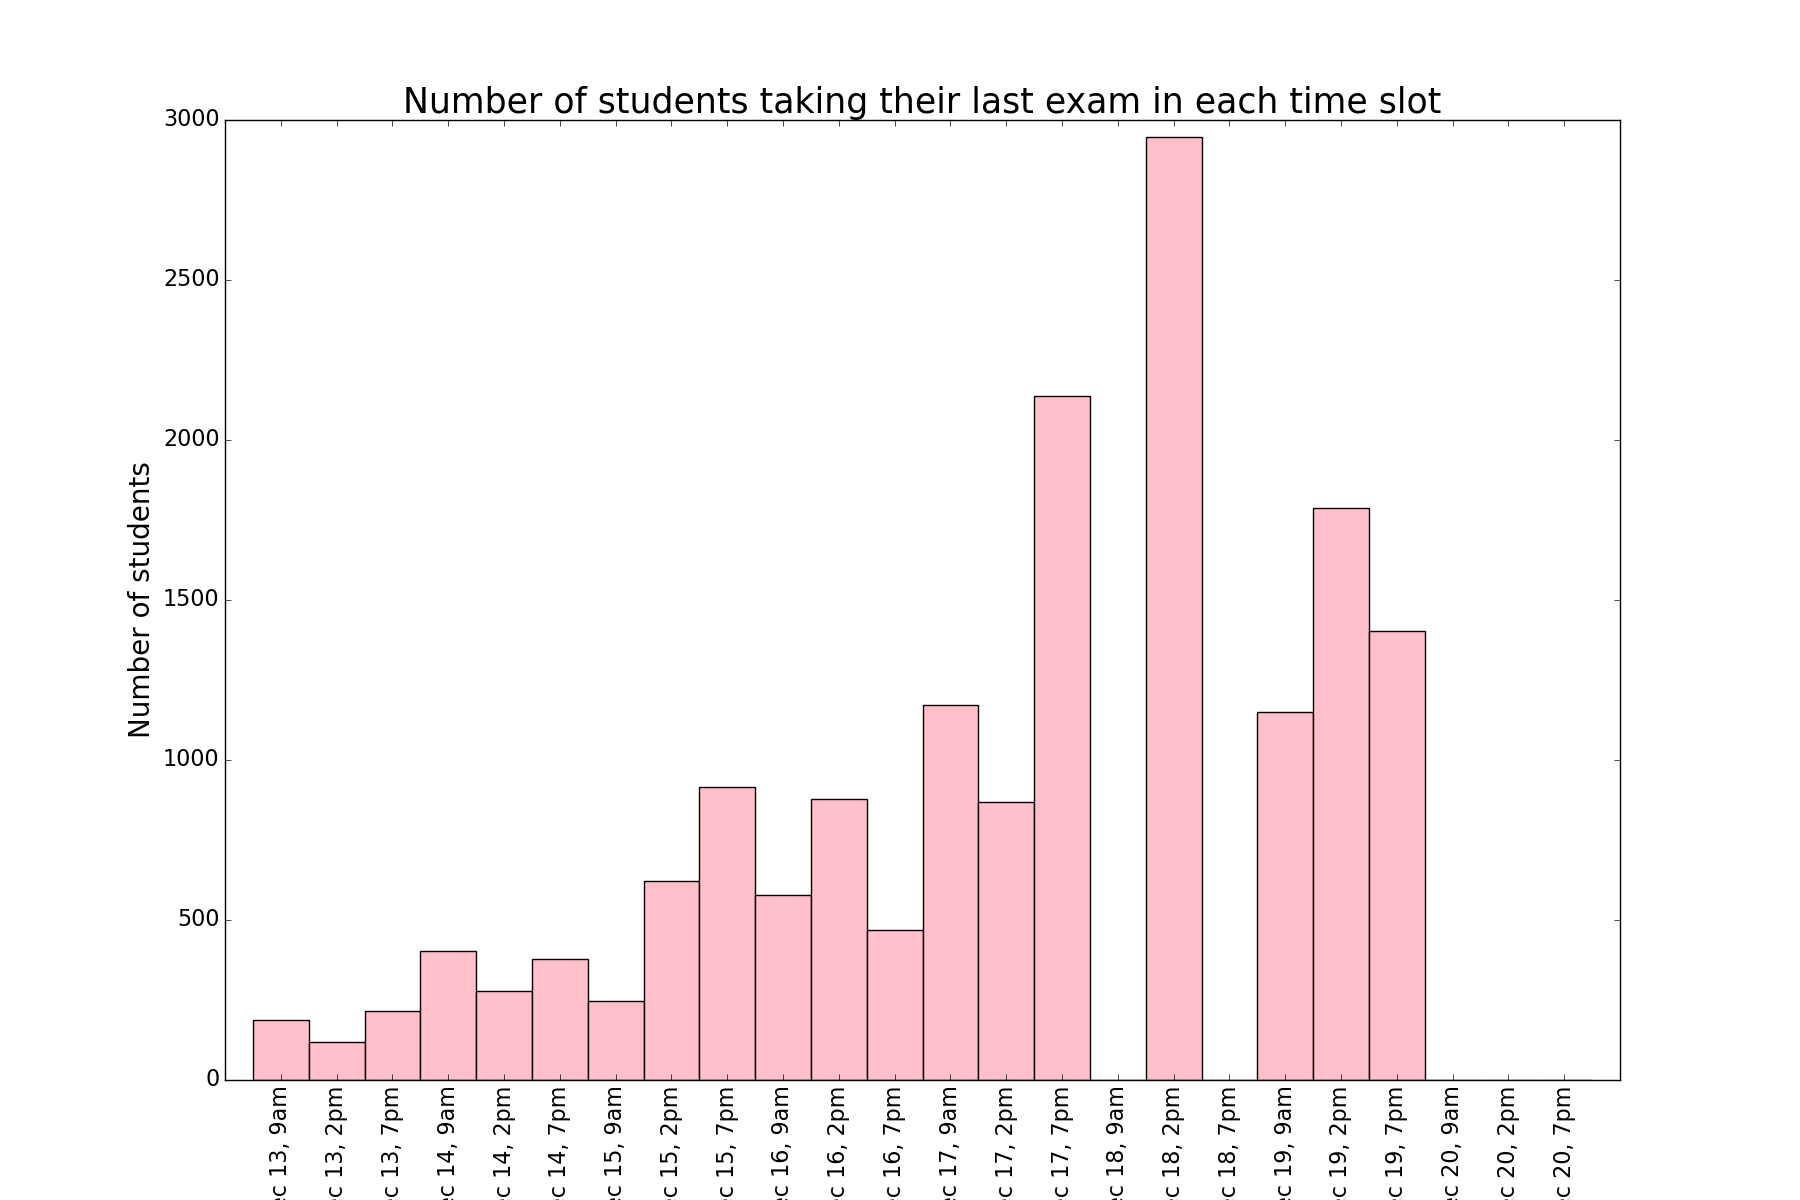 Number of students taking their last exam in each time slot
3000
2500
2000
1500
1000
500
0
Number of students
c 13, 9am
c 13, 2pm
c 13, 7pm
c 14, 9am
c 14, 2pm
c 14, 7pm
c 15, 9am
c 15, 2pm
c 15, 7pm
c 16, 9am
c 16, 2pm
c 16, 7pm
c 17, 9am
c 17, 2pm
c 17, 7pm
c 18, 9am
c 18, 2pm
c 18, 7pm
c 19, 9am
c 19, 2pm
c 19, 7pm
c 20, 9am
c 20, 2pm
c 20, 7pm